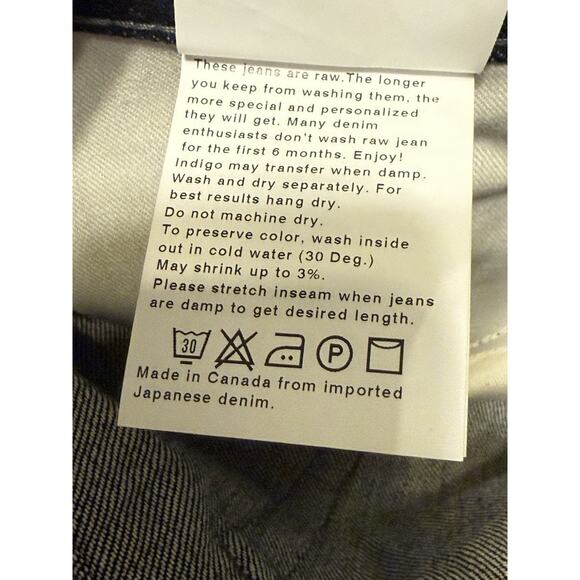 These jeans are raw.The longer
you keep from washing them, the
more special and personalized
they will get. Many denim
enthusiasts don't wash raw jean
for the first 6 months. Enjoy!
Indigo may transfer when damp.
Wash and dry separately. For
best results hang dry.
Do not machine dry.
To preserve color, wash inside
out in cold water (30 Deg.)
May shrink up to 3%.
Please stretch inseam when jeans
are damp to get desired length.
30 P
Made in Canada from imported
Japanese denim.